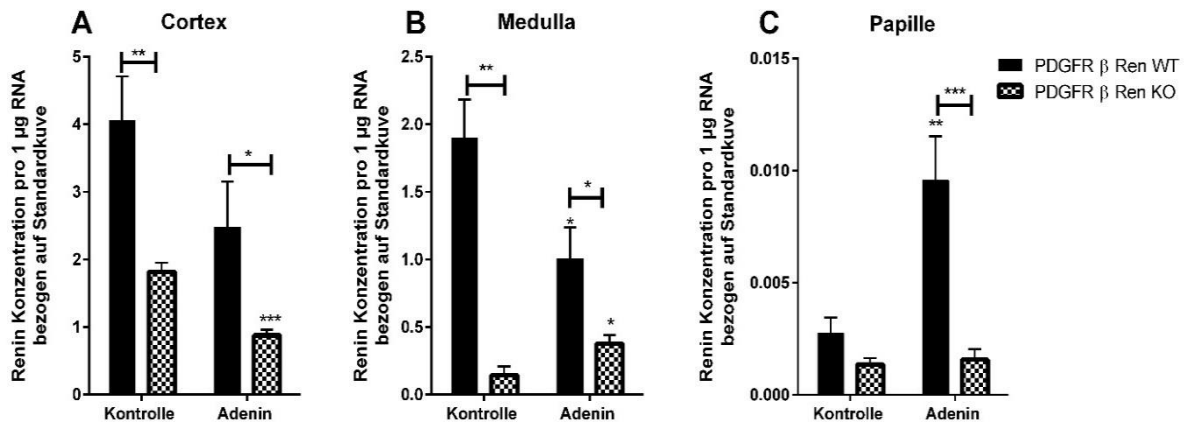 A
Cortex
Renin Konzentration pro 1 µg RNA
bezogen auf Standardkuve
5
4
3
2
1
0
**
*
***
Kontrolle
Adenin
B
Medulla
Renin Konzentration pro 1 µg RNA
bezogen auf Standardkuve
2.5
2.0
1.5
1.0
0.5
0.0
**
*
*
*
Kontrolle
Adenin
C
Papille
Renin Konzentration pro 1 µg RNA
bezogen auf Standardkuve
0.015
0.010
0.005
0.000
***
**
Kontrolle
Adenin
PDGFR β Ren WT
PDGFR β Ren KO